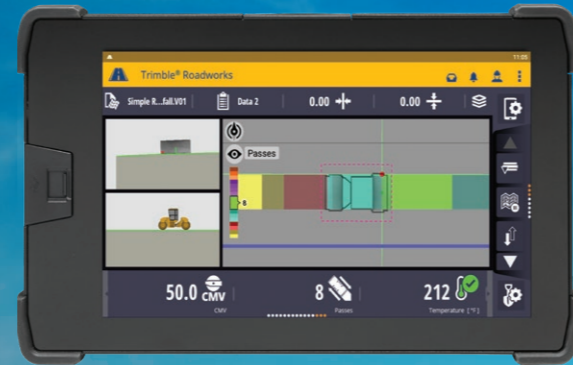 11:05
Trimble® Roadworks
Simple R...fall.V01
Data 2
0.00
0.00
Passes
8
50.0 CMV
8
212
CMV
Passes
Temperature [°F]